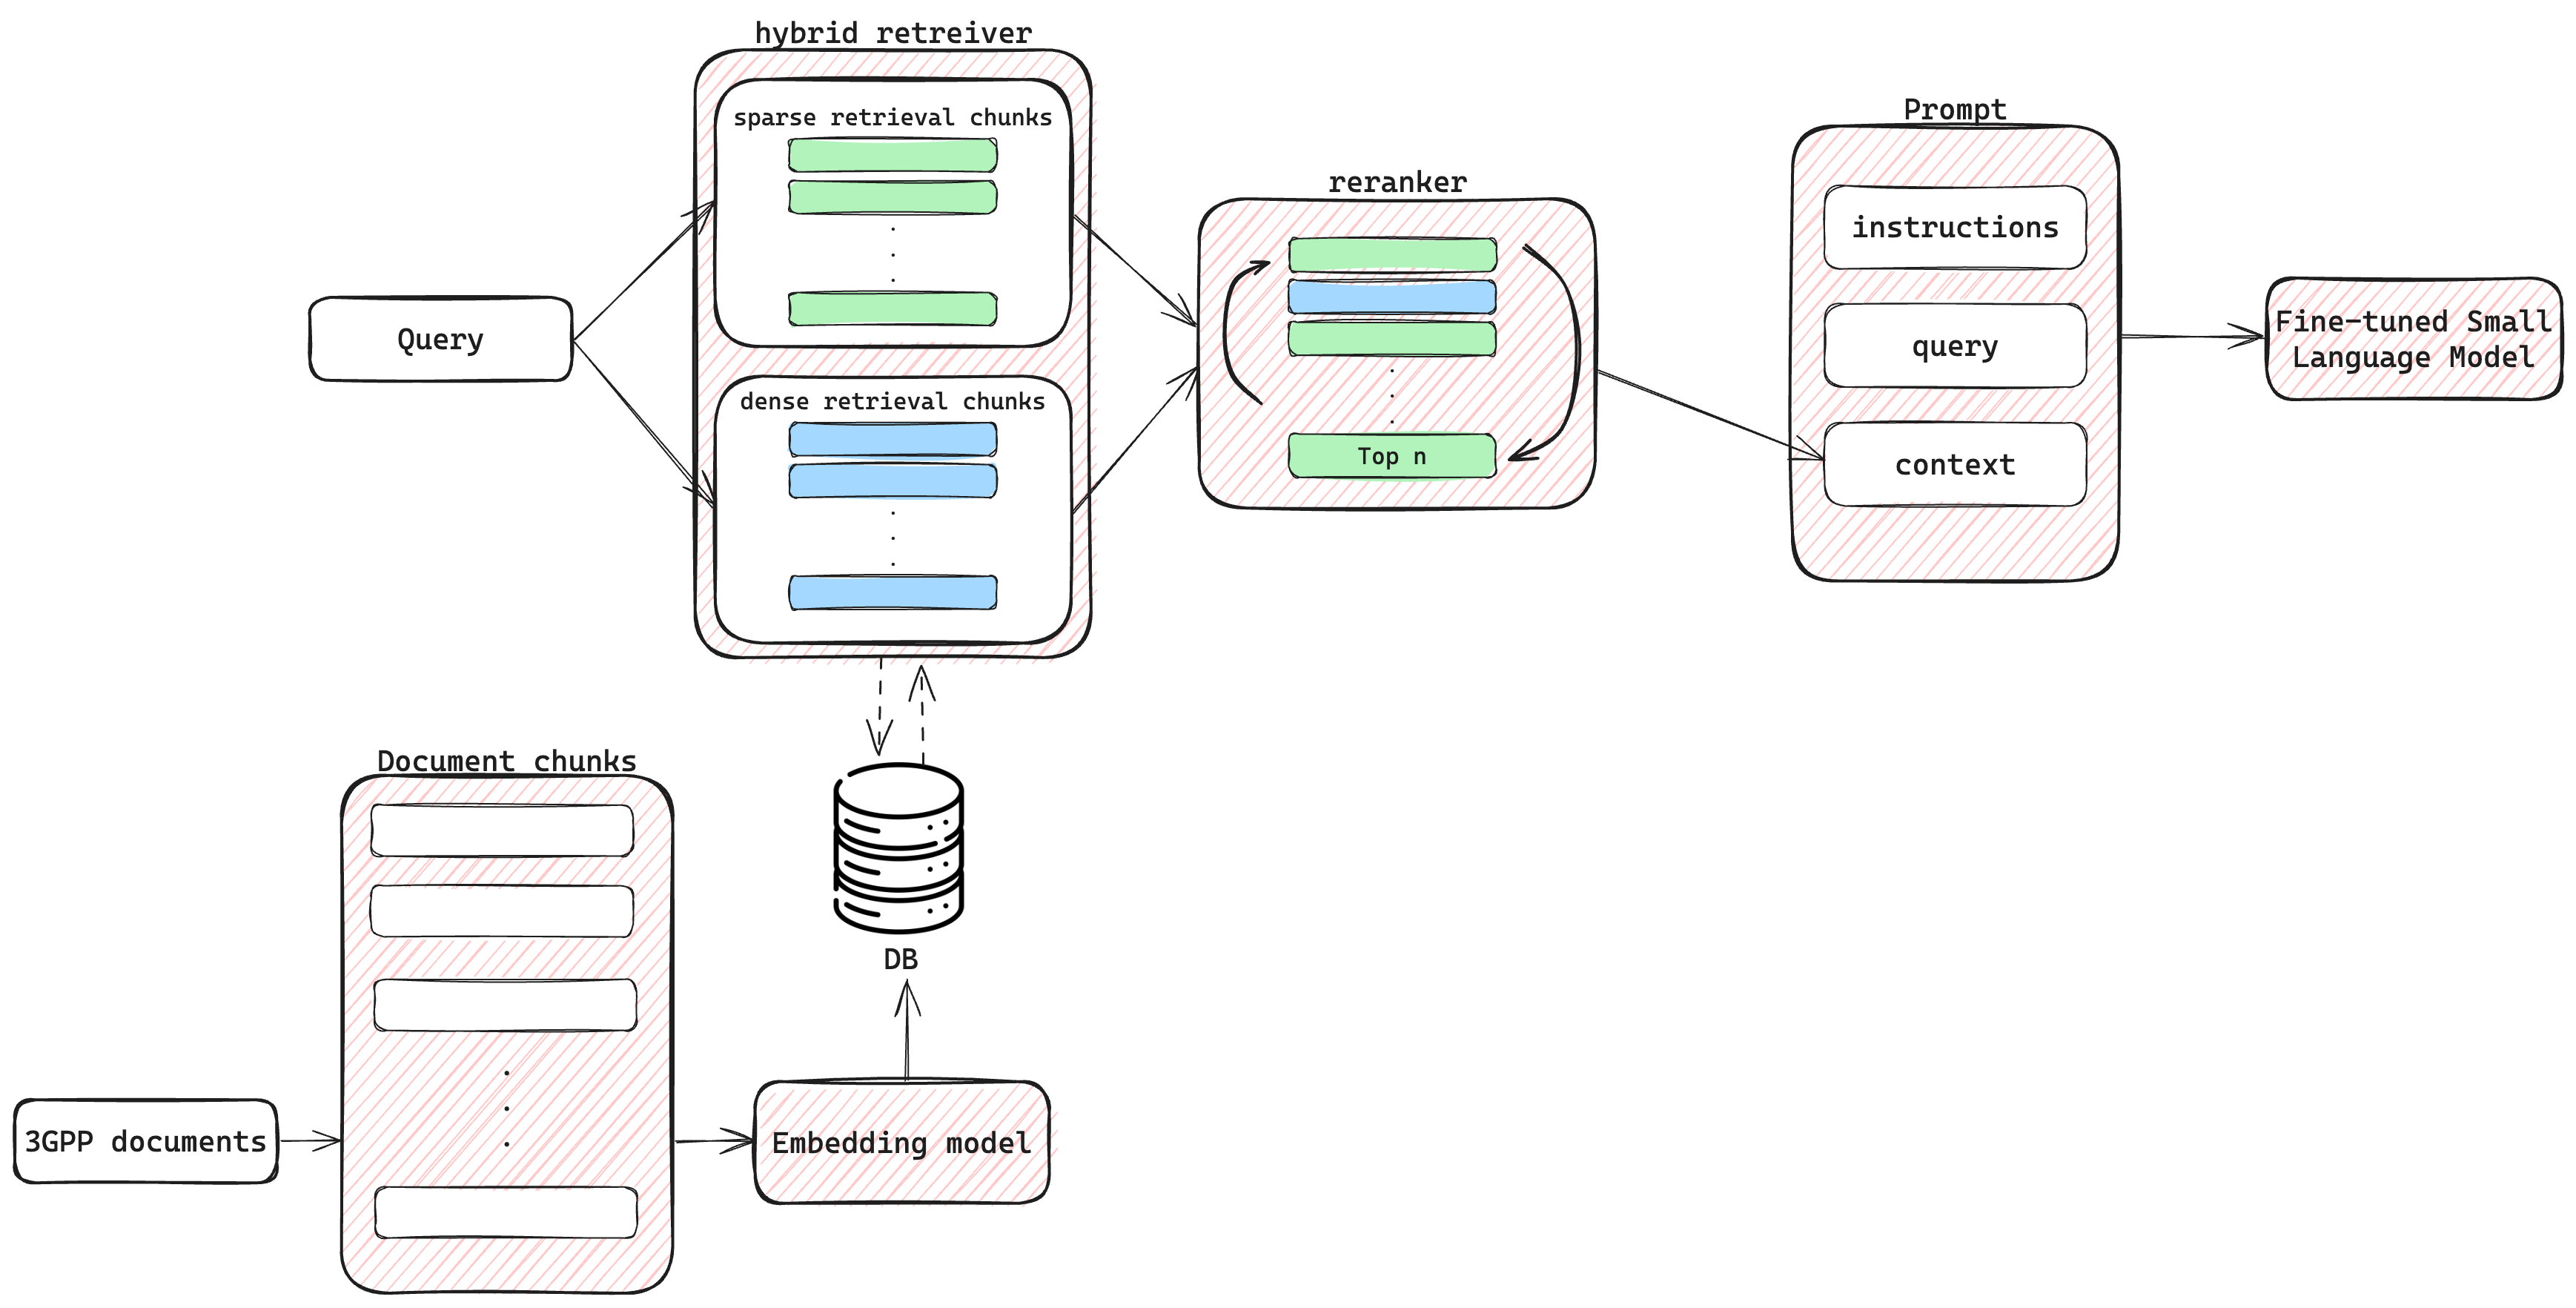 hybrid retreiver
sparse retrieval chunks
dense retrieval chunks
Query
reranker
Top n
Prompt
instructions
query
context
Fine-tuned Small
Language Model
Document chunks
DB
3GPP documents
Embedding model